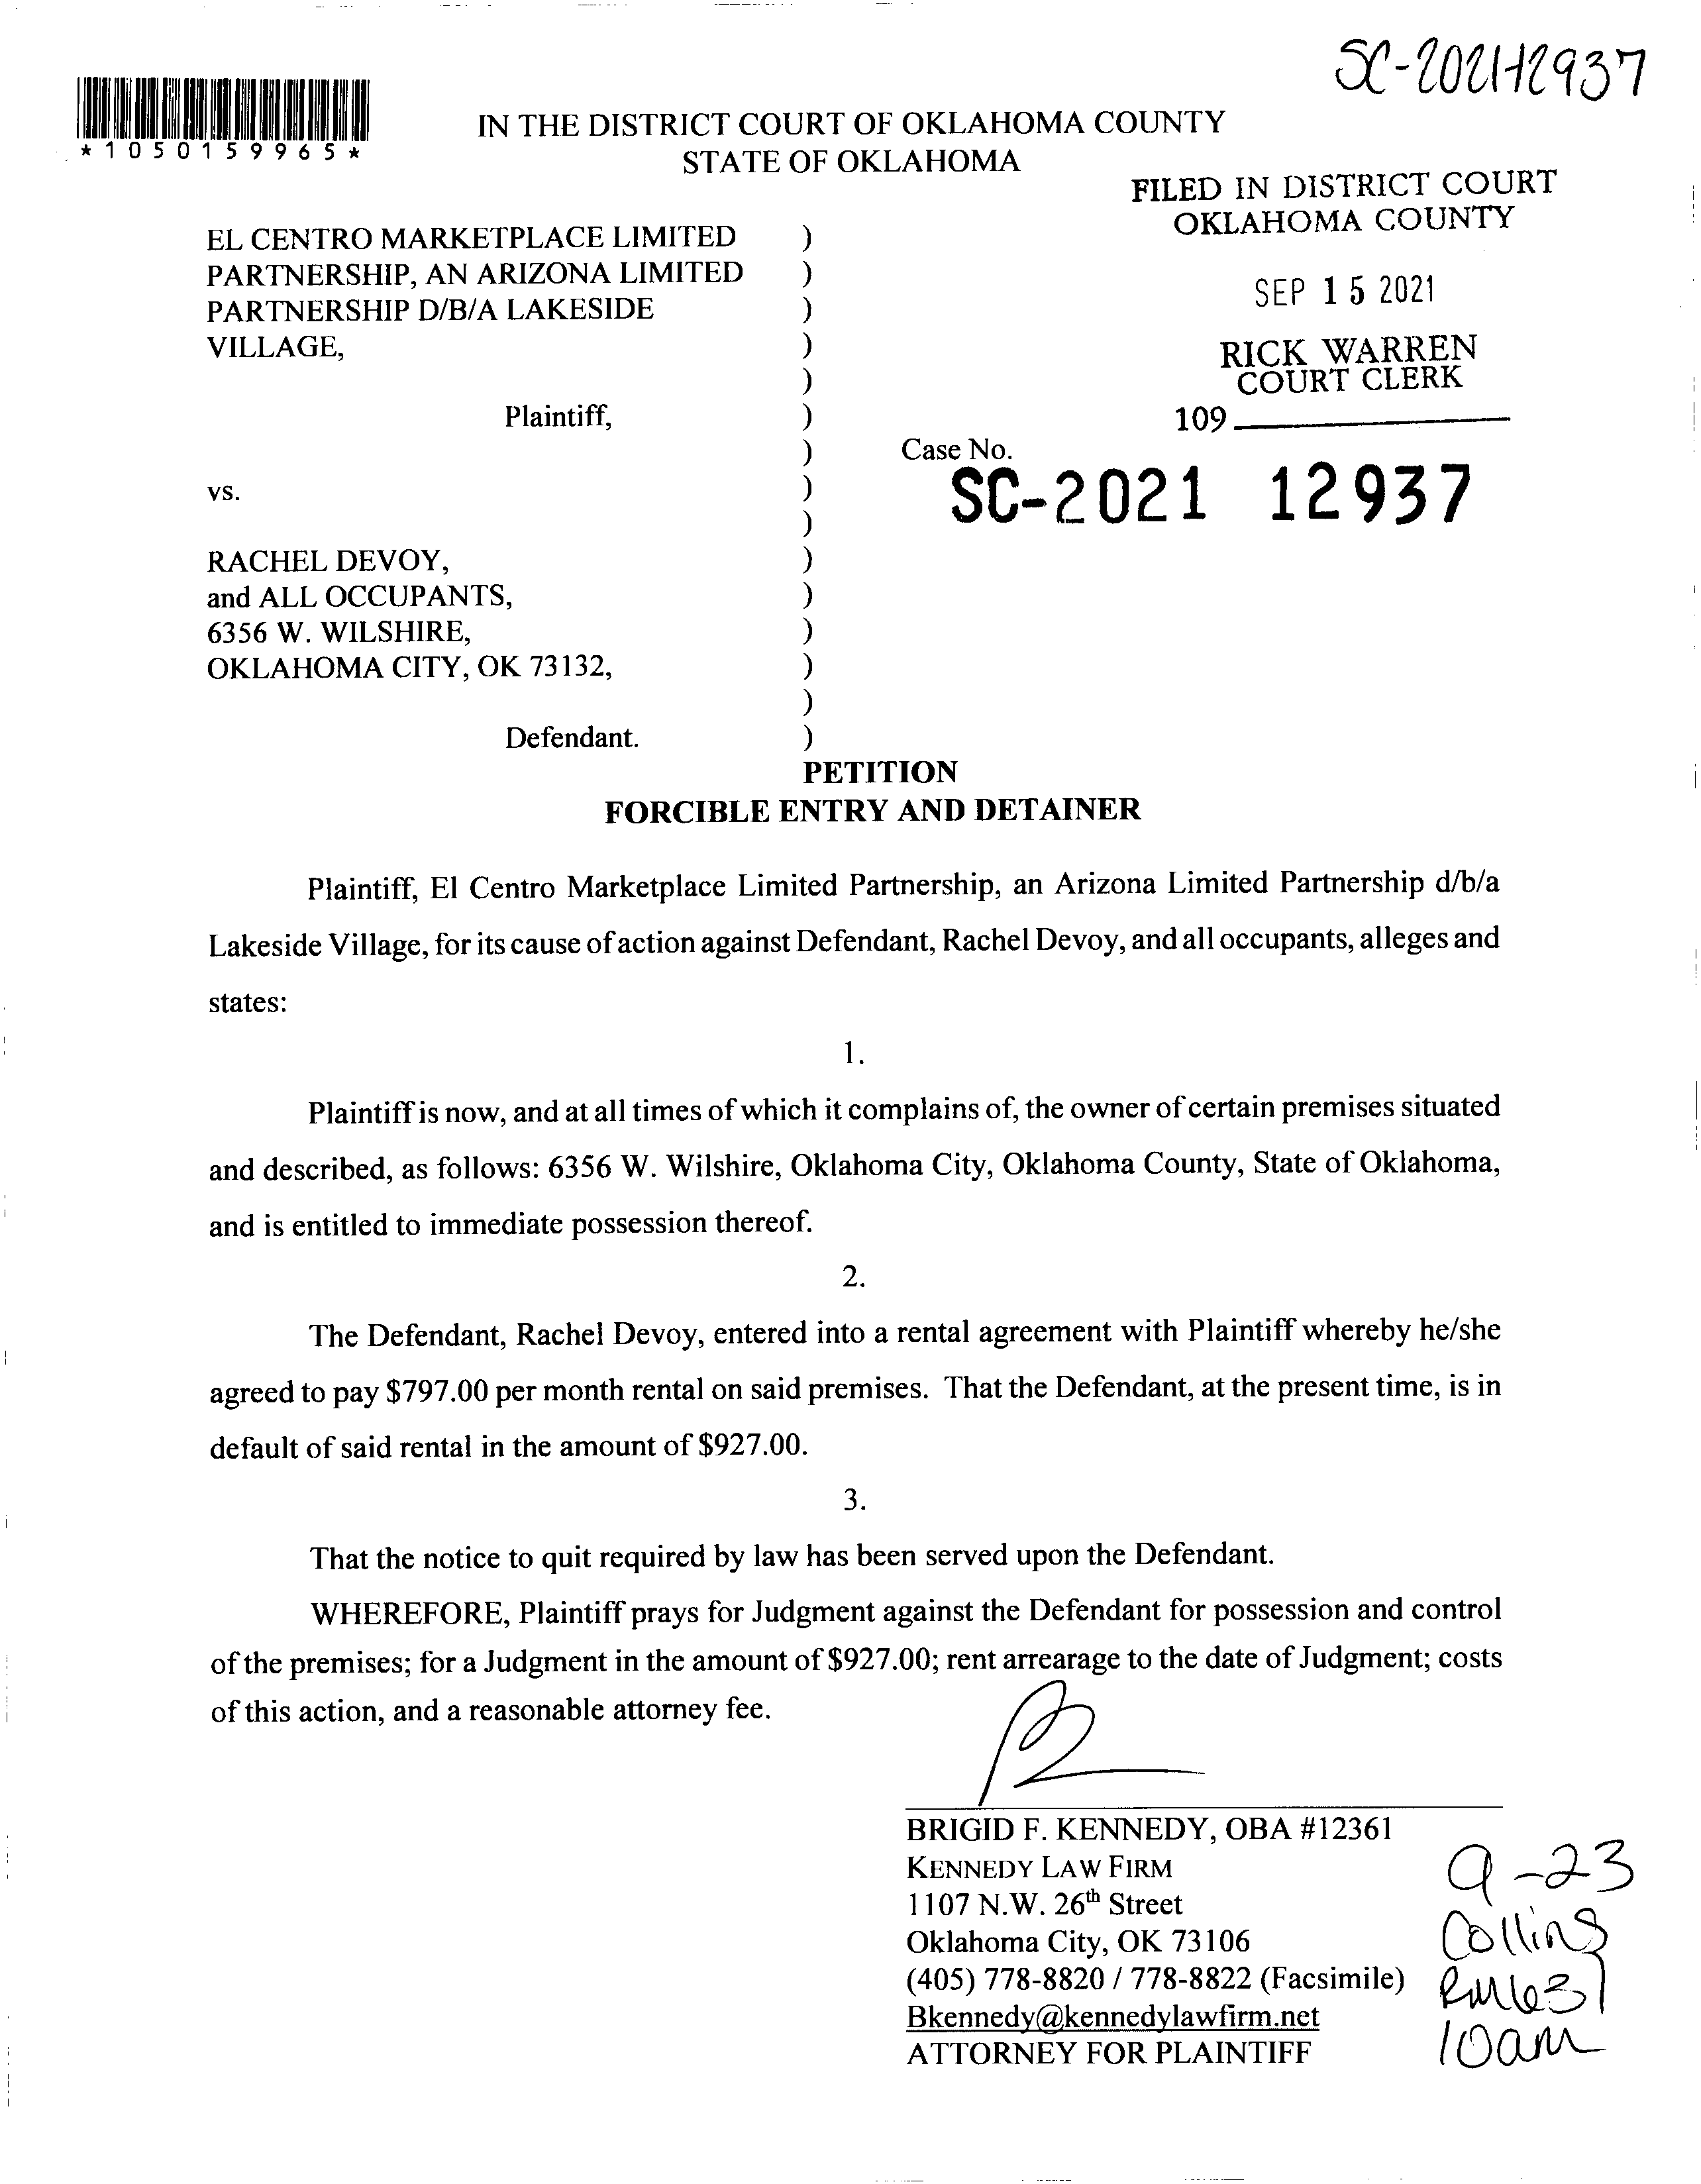 SC-2021-12937
*1050159965*
IN THE DISTRICT COURT OF OKLAHOMA COUNTY
STATE OF OKLAHOMA
FILED IN DISTRICT COURT
OKLAHOMA COUNTY
SEP 15 2021
RICK WARREN
COURT CLERK
109
EL CENTRO MARKETPLACE LIMITED )
PARTNERSHIP, AN ARIZONA LIMITED )
PARTNERSHIP D/B/A LAKESIDE )
VILLAGE, )
)
Plaintiff, )
) Case No.
vs. ) SC-2021 12937
)
RACHEL DEVOY, )
and ALL OCCUPANTS, )
6356 W. WILSHIRE, )
OKLAHOMA CITY, OK 73132, )
)
Defendant. )
PETITION
FORCIBLE ENTRY AND DETAINER
Plaintiff, El Centro Marketplace Limited Partnership, an Arizona Limited Partnership d/b/a
Lakeside Village, for its cause of action against Defendant, Rachel Devoy, and all occupants, alleges and
states:
1.
Plaintiff is now, and at all times of which it complains of, the owner of certain premises situated
and described, as follows: 6356 W. Wilshire, Oklahoma City, Oklahoma County, State of Oklahoma,
and is entitled to immediate possession thereof.
2.
The Defendant, Rachel Devoy, entered into a rental agreement with Plaintiff whereby he/she
agreed to pay $797.00 per month rental on said premises. That the Defendant, at the present time, is in
default of said rental in the amount of $927.00.
3.
That the notice to quit required by law has been served upon the Defendant.
WHEREFORE, Plaintiff prays for Judgment against the Defendant for possession and control
of the premises; for a Judgment in the amount of $927.00; rent arrearage to the date of Judgment; costs
of this action, and a reasonable attorney fee.
BRIGID F. KENNEDY, OBA #12361
KENNEDY LAW FIRM
1107 N.W. 26th Street
Oklahoma City, OK 73106
(405) 778-8820 / 778-8822 (Facsimile)
Bkennedy@kennedylawfirm.net
ATTORNEY FOR PLAINTIFF
9-23
Collins
10am